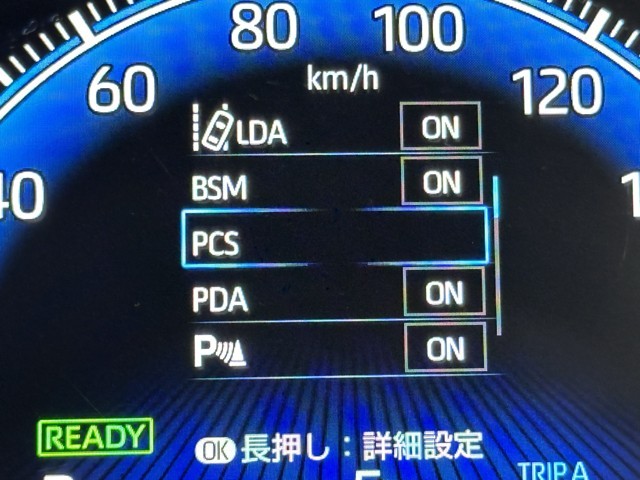 80 100
60 km/h 120
LDA ON
40 BSM ON
PCS
PDA ON
P ON
READY
OK 長押し：詳細設定
TRIP A